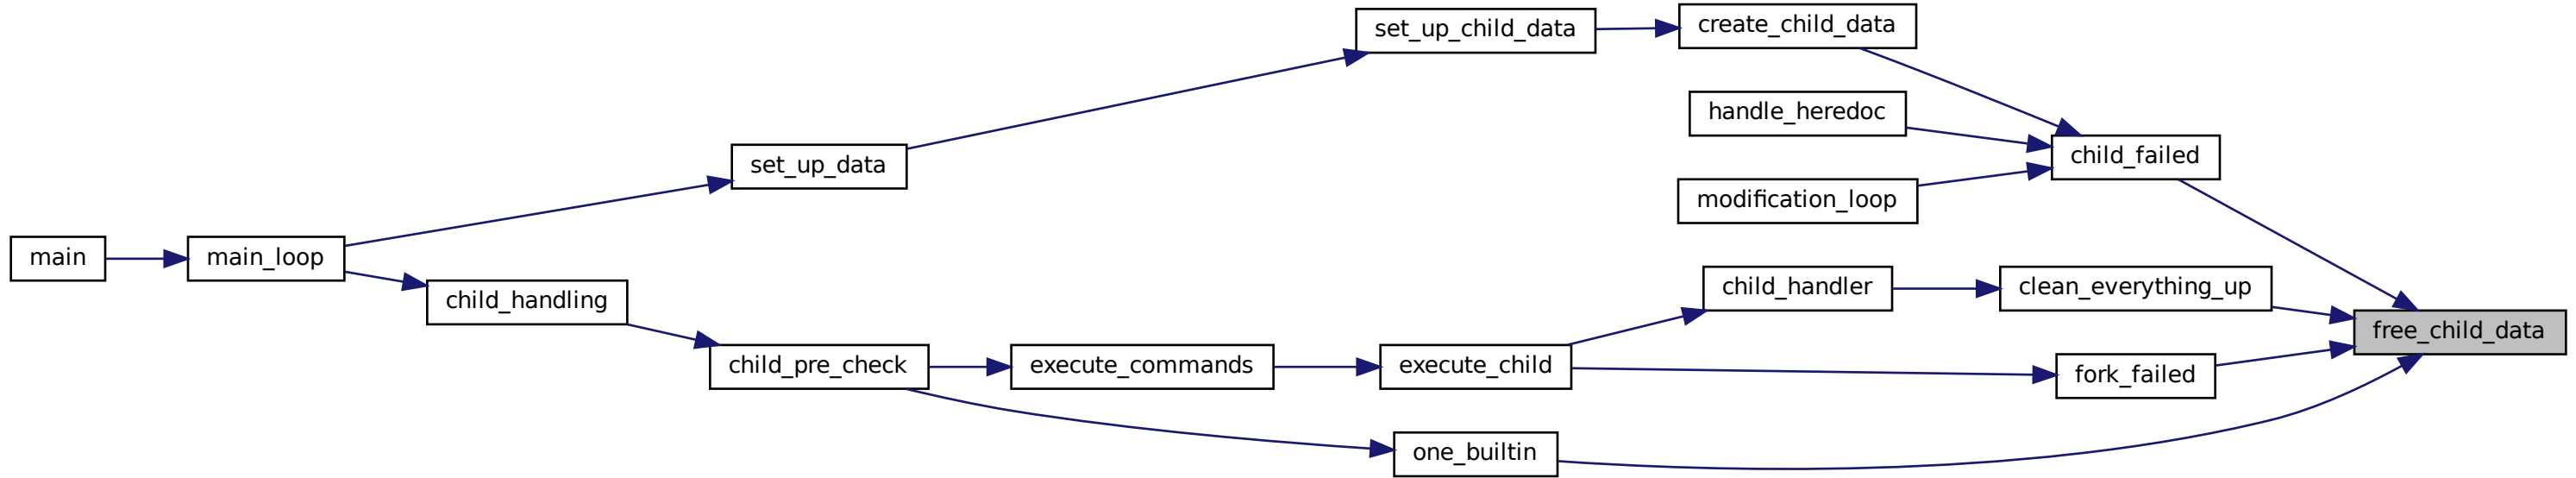 set_up_child_data
create_child_data
handle_heredoc
child_failed
set_up_data
modification_loop
main
main_loop
child_handling
child_handler
clean_everything_up
free_child_data
child_pre_check
execute_commands
execute_child
fork_failed
one_builtin